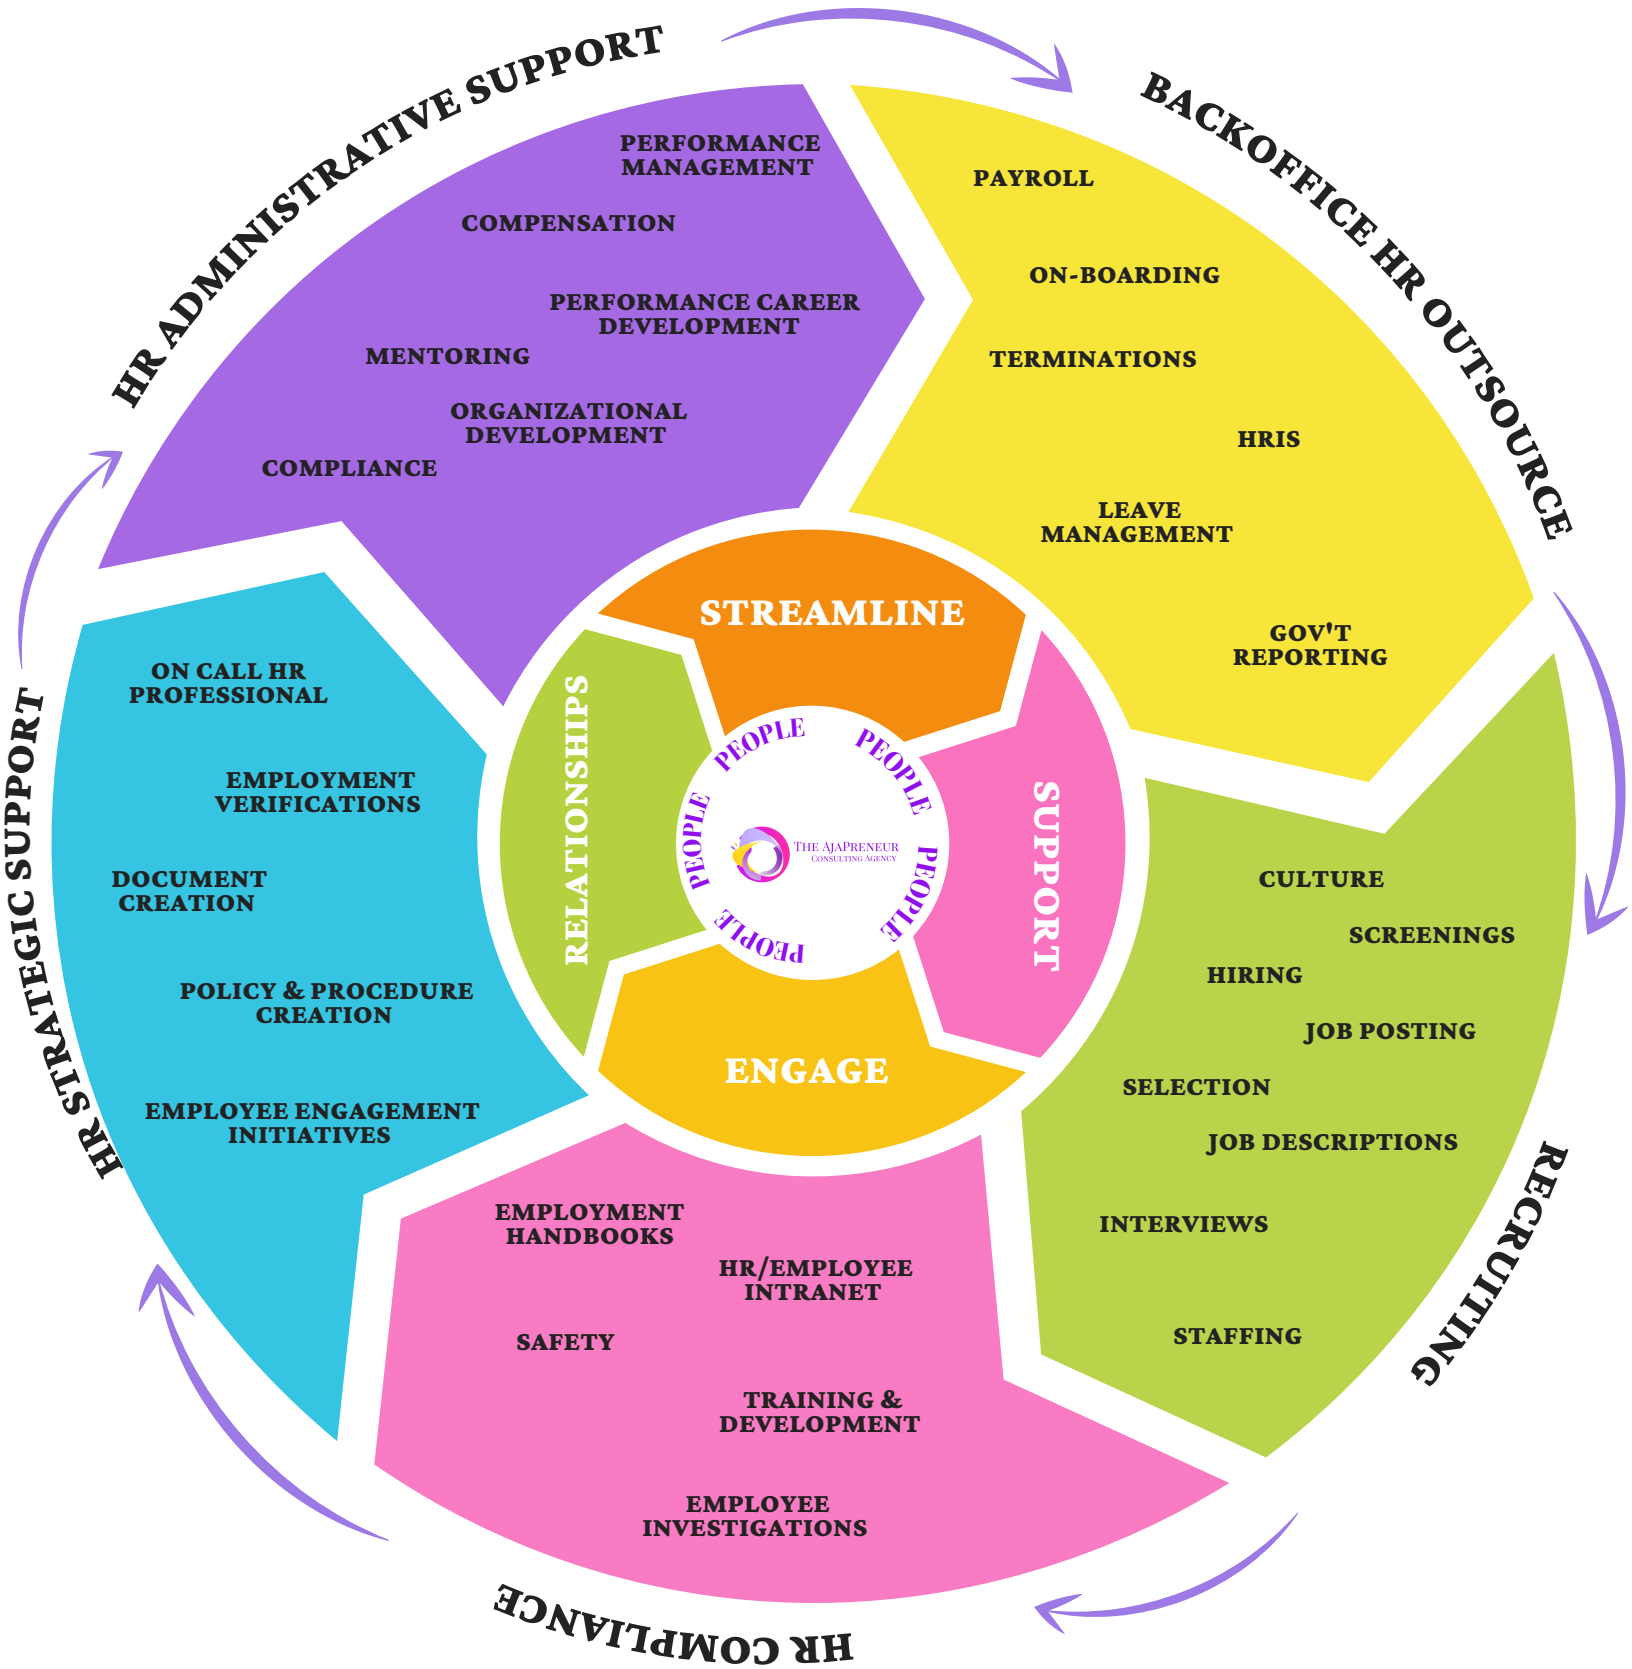 HR ADMINISTRATIVE SUPPORT
PERFORMANCE
MANAGEMENT
COMPENSATION
PERFORMANCE CAREER
DEVELOPMENT
MENTORING
ORGANIZATIONAL
DEVELOPMENT
COMPLIANCE
BACKOFFICE HR OUTSOURCE
PAYROLL
ON-BOARDING
TERMINATIONS
HRIS
LEAVE
MANAGEMENT
GOV'T
REPORTING
RECRUITING
CULTURE
SCREENINGS
HIRING
JOB POSTING
SELECTION
JOB DESCRIPTIONS
INTERVIEWS
STAFFING
HR COMPLIANCE
EMPLOYMENT
HANDBOOKS
HR/EMPLOYEE
INTRANET
SAFETY
TRAINING &
DEVELOPMENT
EMPLOYEE
INVESTIGATIONS
HR STRATEGIC SUPPORT
ON CALL HR
PROFESSIONAL
EMPLOYMENT
VERIFICATIONS
DOCUMENT
CREATION
POLICY & PROCEDURE
CREATION
EMPLOYEE ENGAGEMENT
INITIATIVES
STREAMLINE
SUPPORT
ENGAGE
RELATIONSHIPS
PEOPLE
PEOPLE
PEOPLE
PEOPLE
PEOPLE
THE AJAPRENEUR
CONSULTING AGENCY